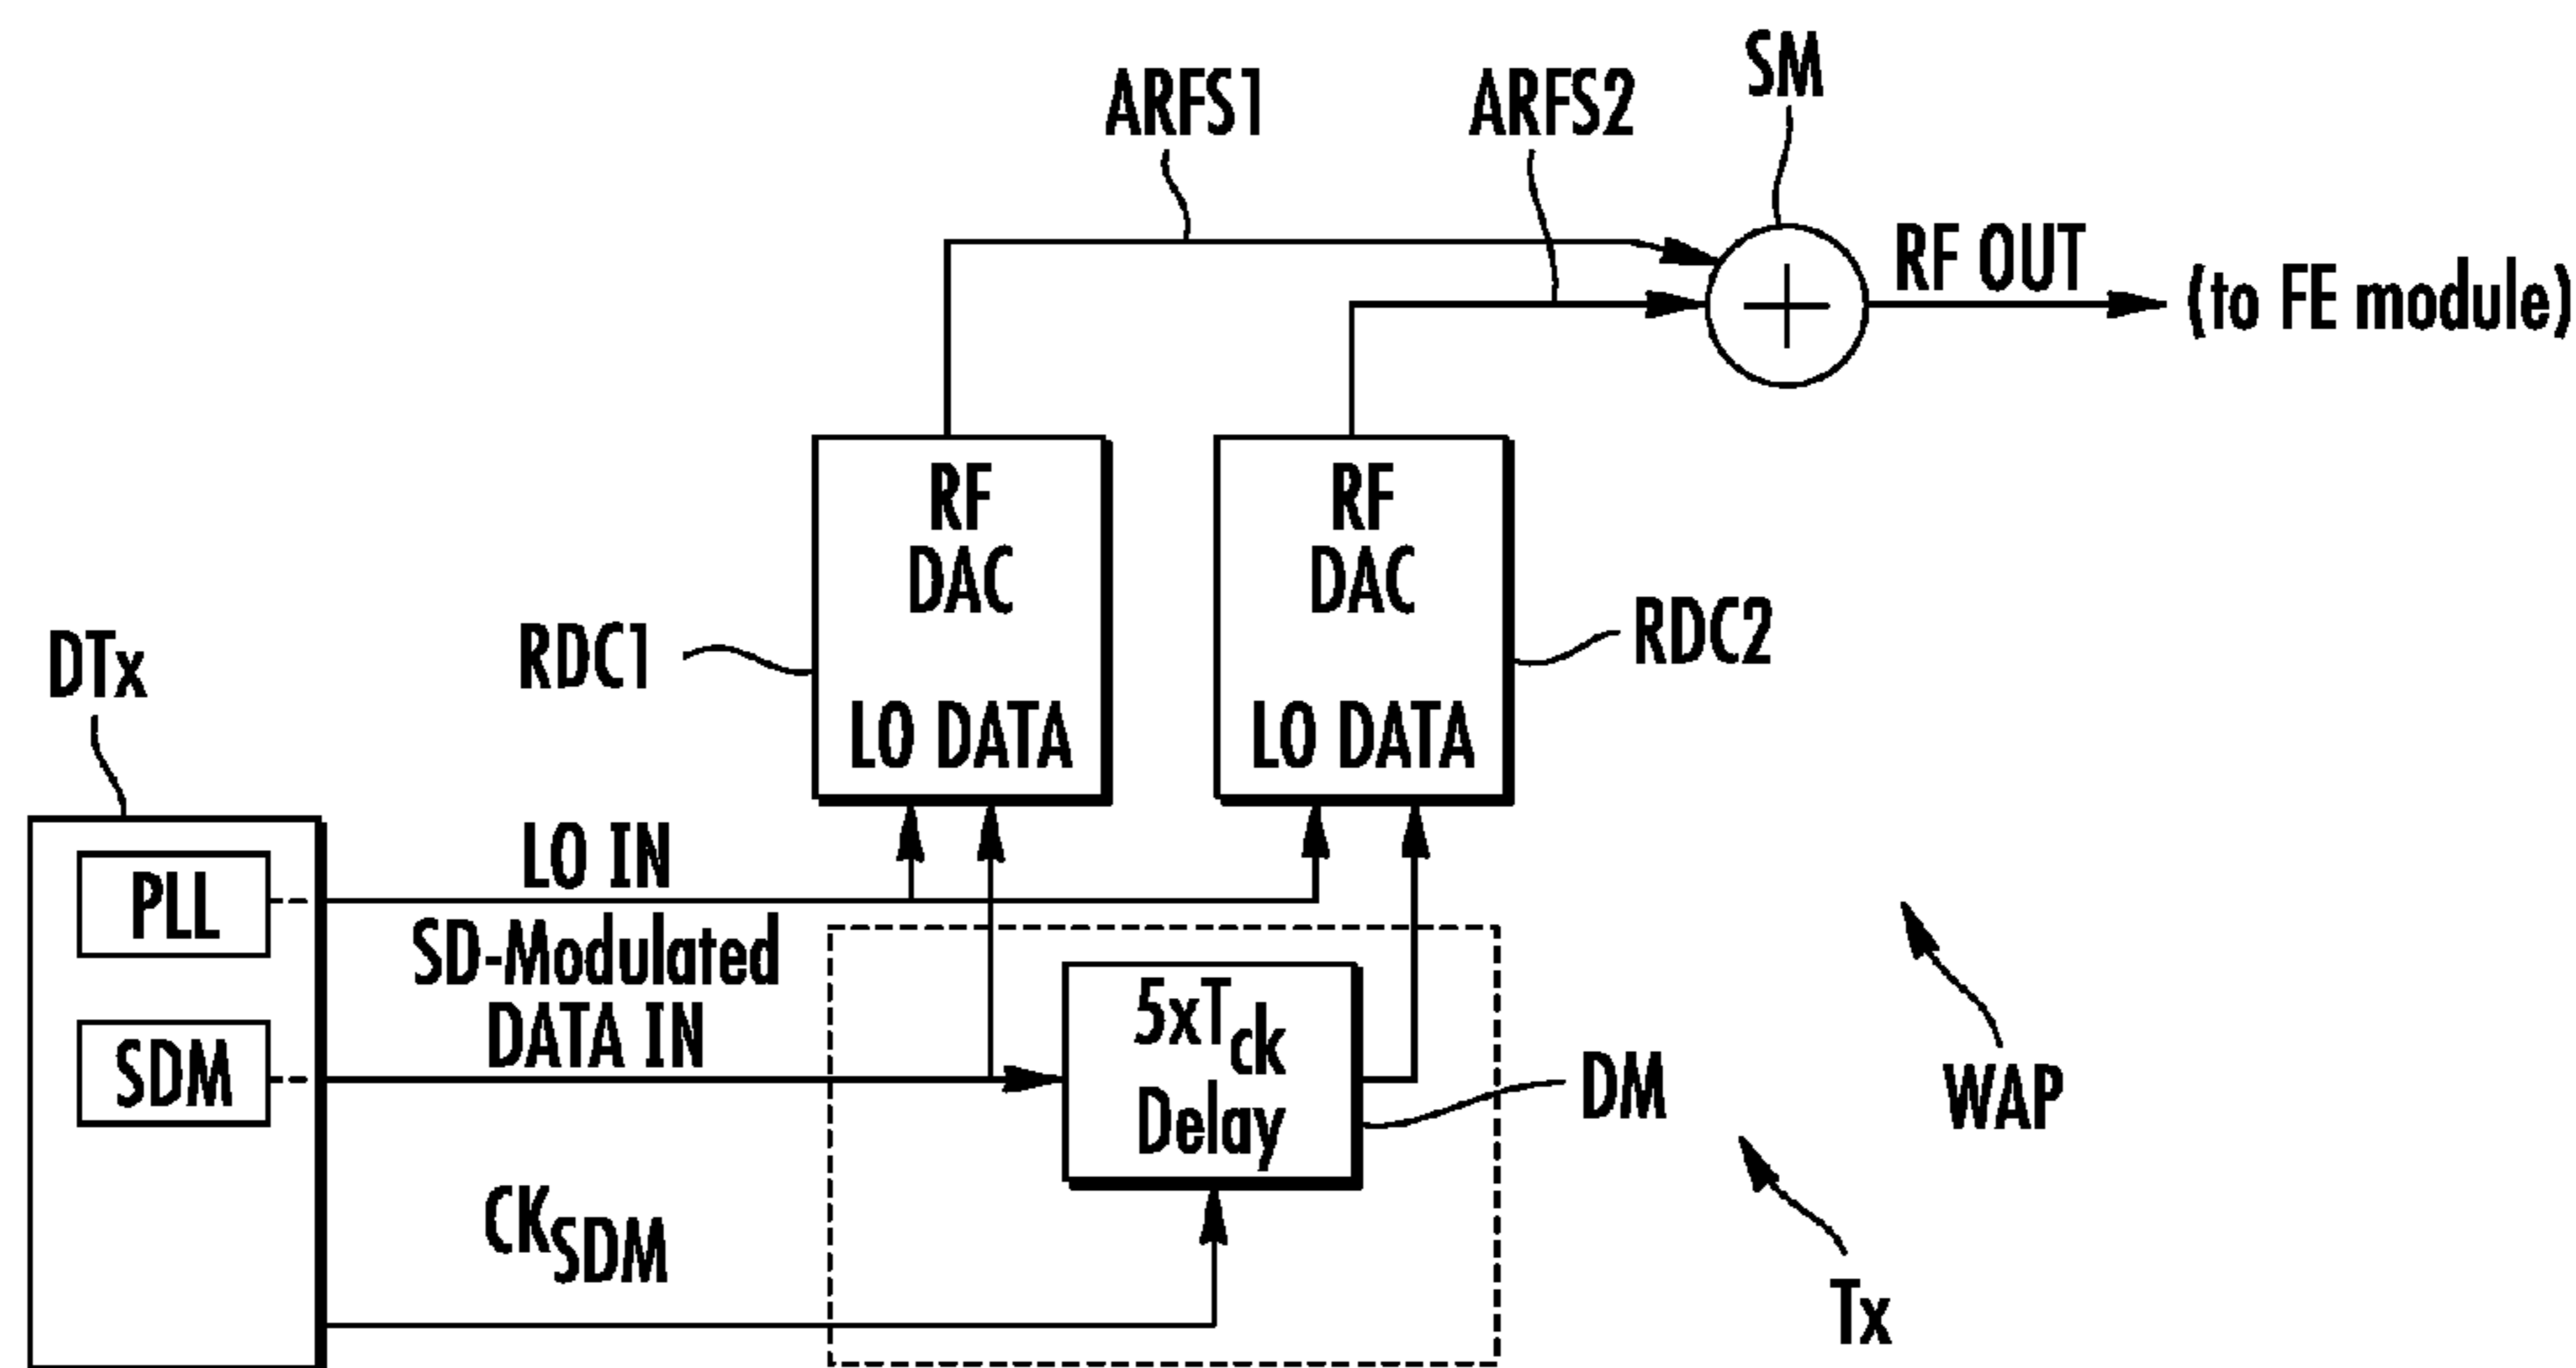 SM
ARFS1
ARFS2
RF OUT
(to FE module)
RF
DAC
LO DATA
RF
DAC
LO DATA
RDC1
RDC2
DTx
PLL
SDM
LO IN
SD-Modulated
DATA IN
CKSDM
5xTck
Delay
DM
WAP
Tx